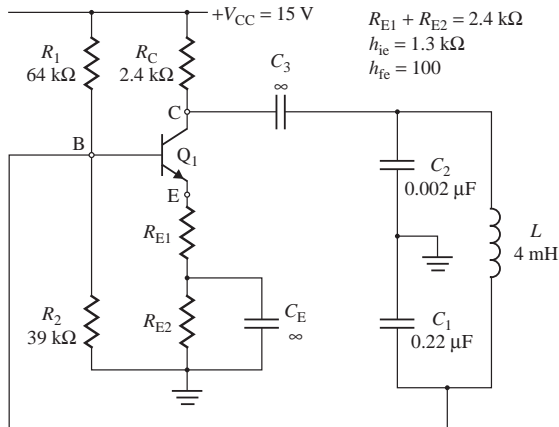 +V_CC = 15 V
R_E1 + R_E2 = 2.4 kΩ
h_ie = 1.3 kΩ
h_fe = 100
R_1
64 kΩ
R_C
2.4 kΩ
C_3
∞
C
B
Q_1
E
C_2
0.002 μF
L
4 mH
R_E1
R_2
39 kΩ
R_E2
C_E
∞
C_1
0.22 μF